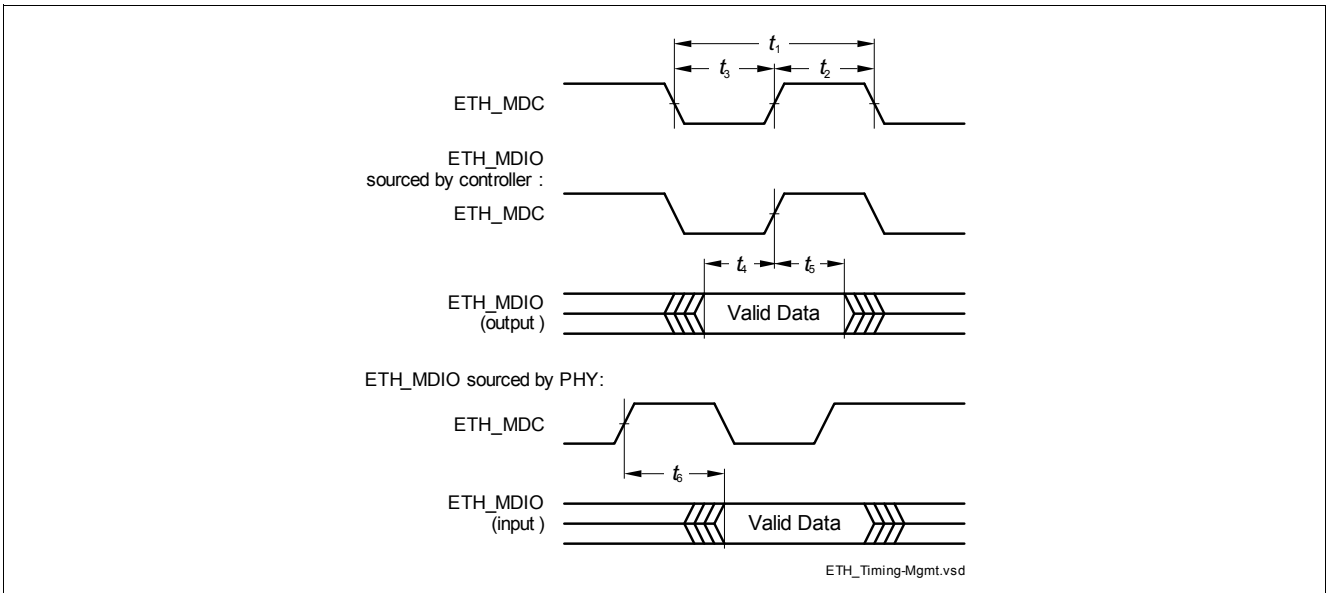 t1
t3
t2
ETH_MDC
ETH_MDIO
sourced by controller :
ETH_MDC
t4
t5
ETH_MDIO
(output )
Valid Data
ETH_MDIO sourced by PHY:
ETH_MDC
t6
ETH_MDIO
(input )
Valid Data
ETH_Timing-Mgmt.vsd